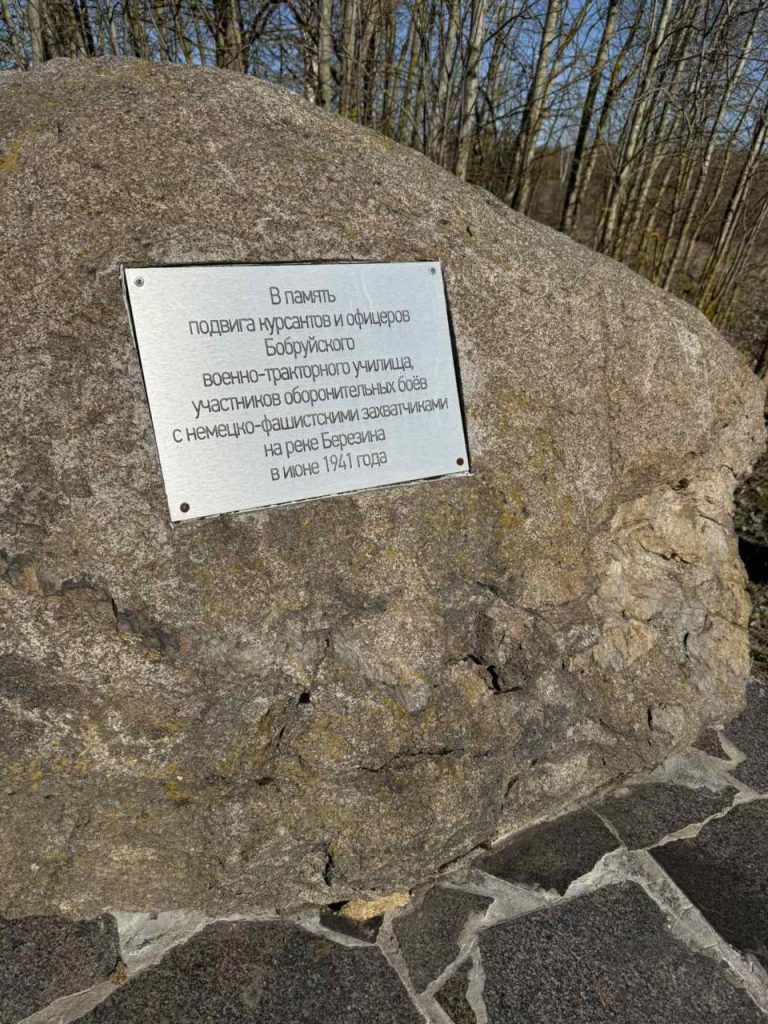 В память
подвига курсантов и офицеров
Бобруйского
военно-тракторного училища,
участников оборонительных боёв
с немецко-фашистскими захватчиками
на реке Березина
в июне 1941 года